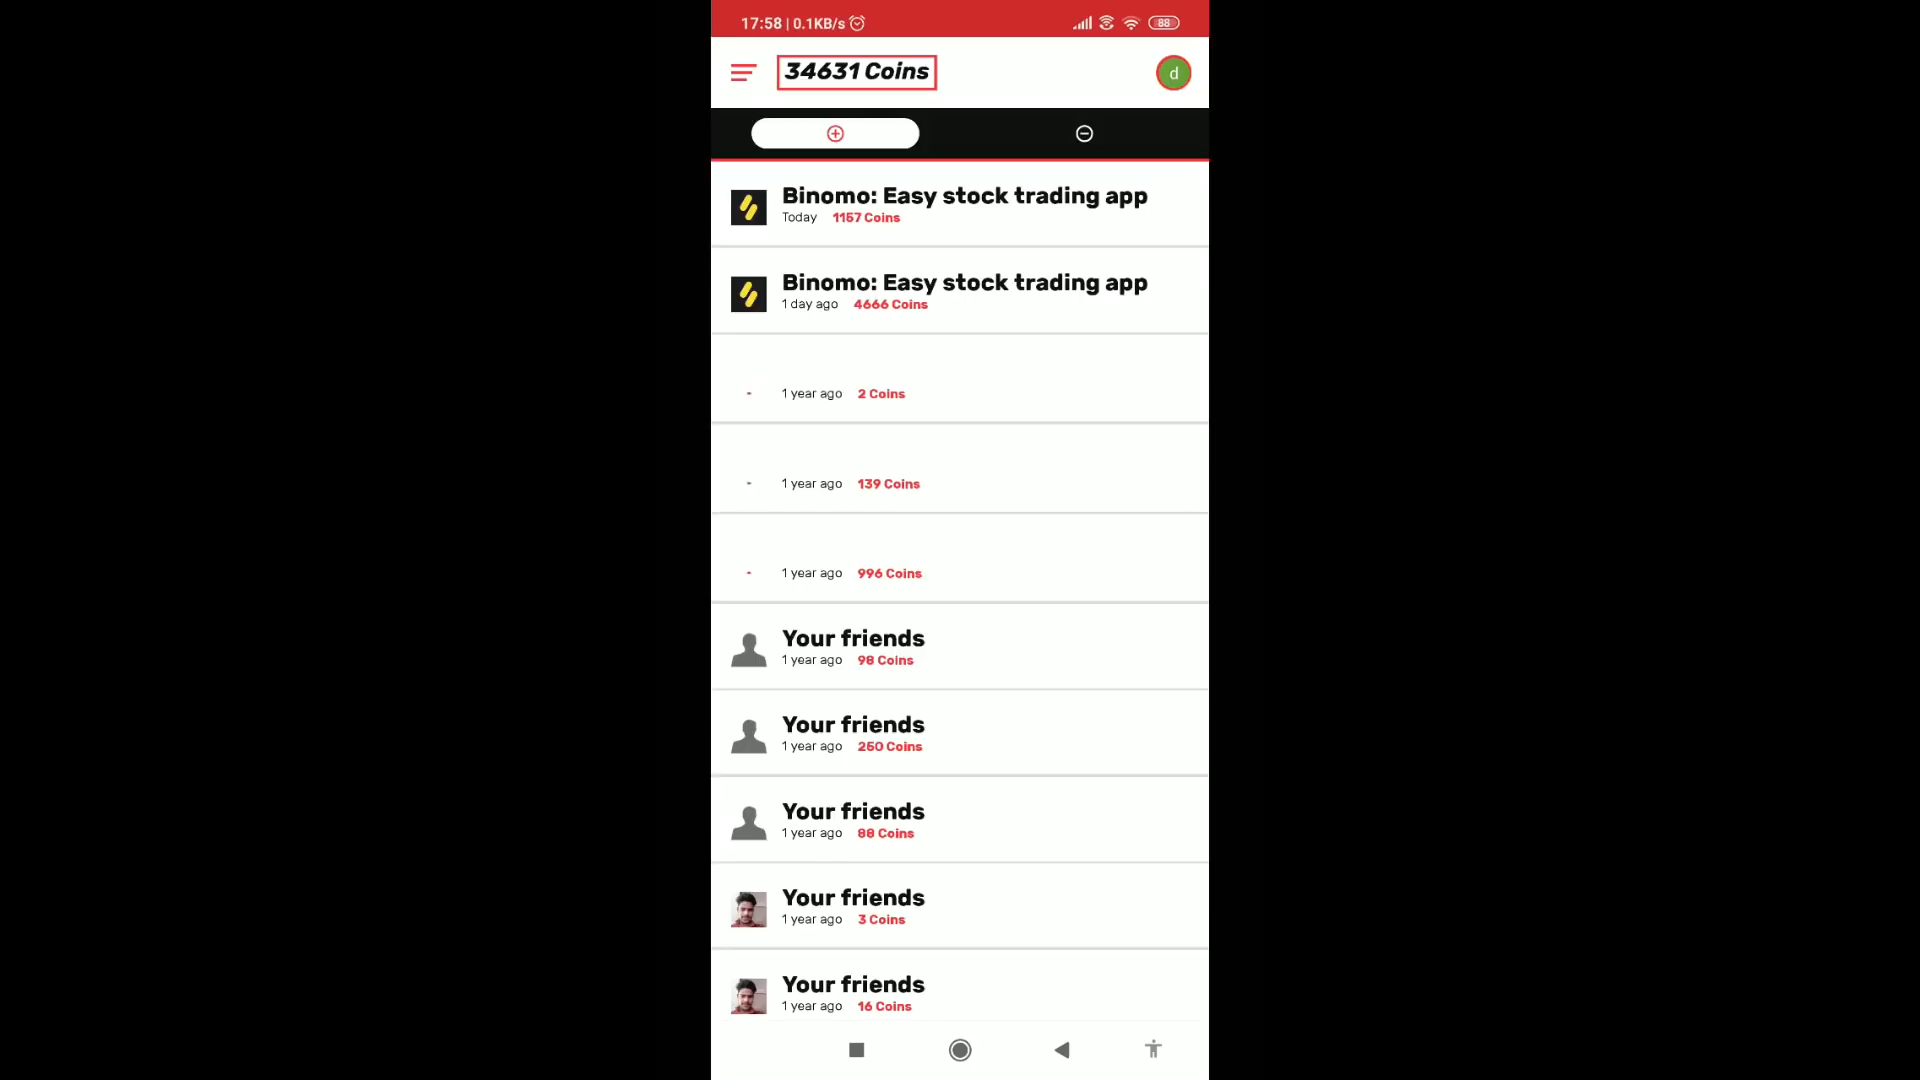 17:58 | 0.1KB/s
88
34631 Coins
d
Binomo: Easy stock trading app
Today 1157 Coins
Binomo: Easy stock trading app
1 day ago 4666 Coins
1 year ago 2 Coins
1 year ago 139 Coins
1 year ago 996 Coins
Your friends
1 year ago 98 Coins
Your friends
1 year ago 250 Coins
Your friends
1 year ago 88 Coins
Your friends
1 year ago 3 Coins
Your friends
1 year ago 16 Coins